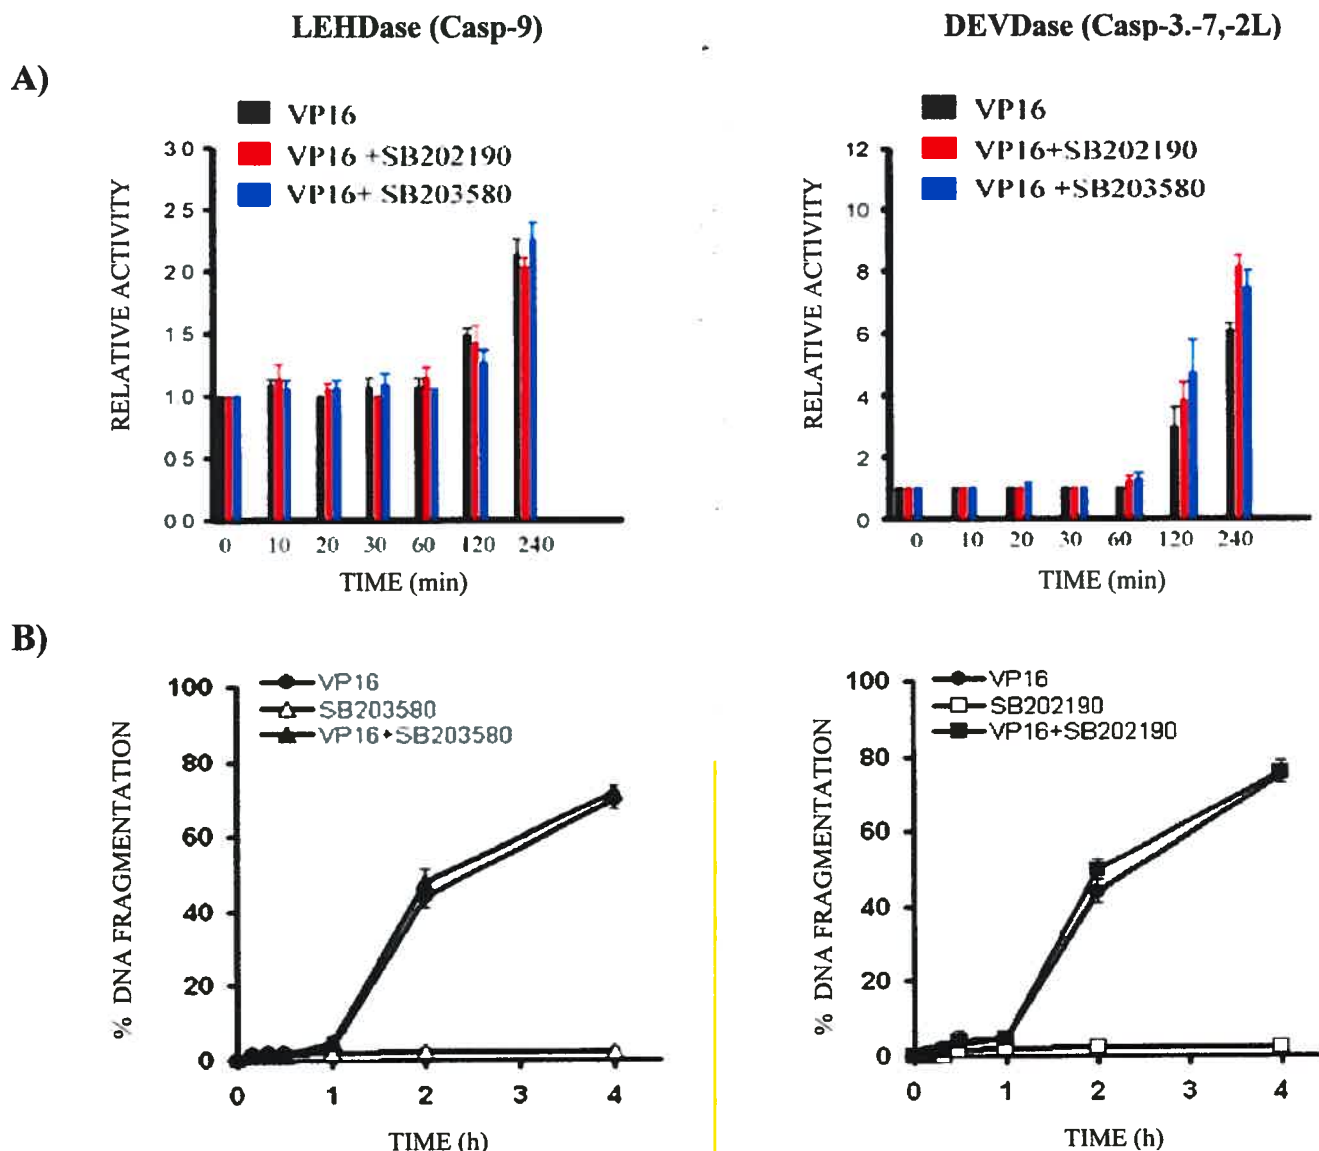 LEHDase (Casp-9)
DEVDase (Casp-3.-7,-2L)
A)
VP16
VP16 +SB202190
VP16+ SB203580
RELATIVE ACTIVITY
3 0
2 5
2 0
1 5
1 0
0 5
0 0
0 10 20 30 60 120 240
TIME (min)
VP16
VP16+SB202190
VP16 +SB203580
RELATIVE ACTIVITY
12
10
8
6
4
2
0
0 10 20 30 60 120 240
TIME (min)
B)
VP16
SB203580
VP16+SB203580
% DNA FRAGMENTATION
100
80
60
40
20
0
0 1 2 3 4
TIME (h)
VP16
SB202190
VP16+SB202190
% DNA FRAGMENTATION
100
80
60
40
20
0
0 1 2 3 4
TIME (h)